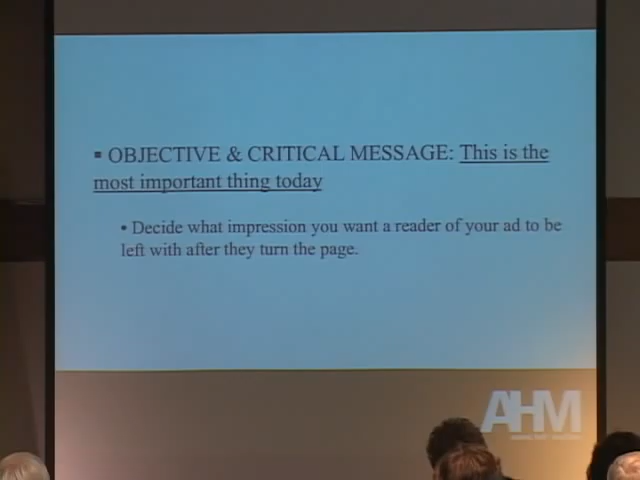 ▪ OBJECTIVE & CRITICAL MESSAGE: This is the
most important thing today
• Decide what impression you want a reader of your ad to be
left with after they turn the page.
AHM